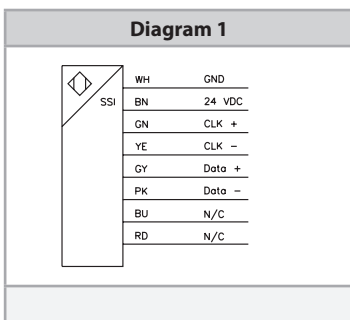 Diagram 1
SSI
WH GND
BN 24 VDC
GN CLK +
YE CLK -
GY Data +
PK Data -
BU N/C
RD N/C